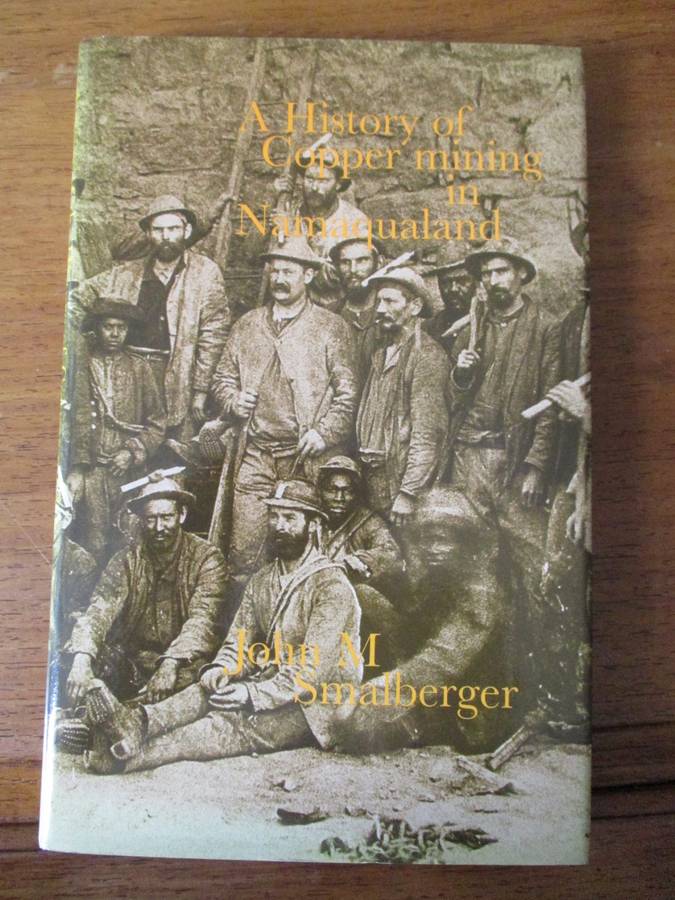 A History of
Copper mining
in
Namaqualand
John M
Smalberger